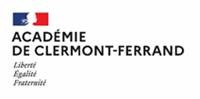 ACADÉMIE
DE CLERMONT-FERRAND
Liberté
Égalité
Fraternité